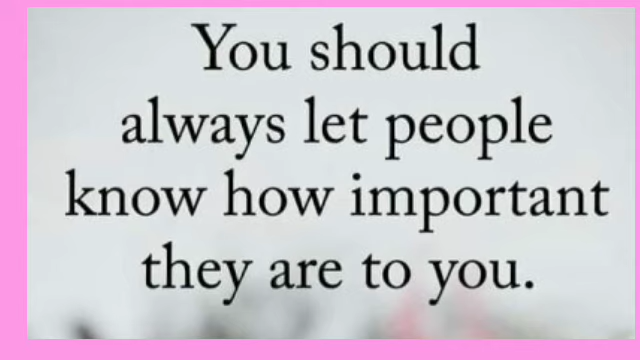 You should
always let people
know how important
they are to you.